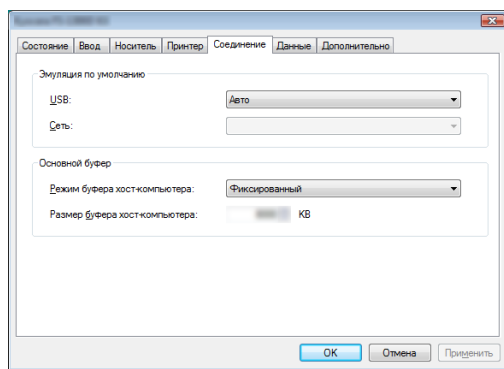 Состояние Ввод Носитель Принтер Соединение Данные Дополнительно
Эмуляция по умолчанию
USB: Авто
Сеть:
Основной буфер
Режим буфера хост-компьютера: Фиксированный
Размер буфера хост-компьютера: KB
OK Отмена Применить